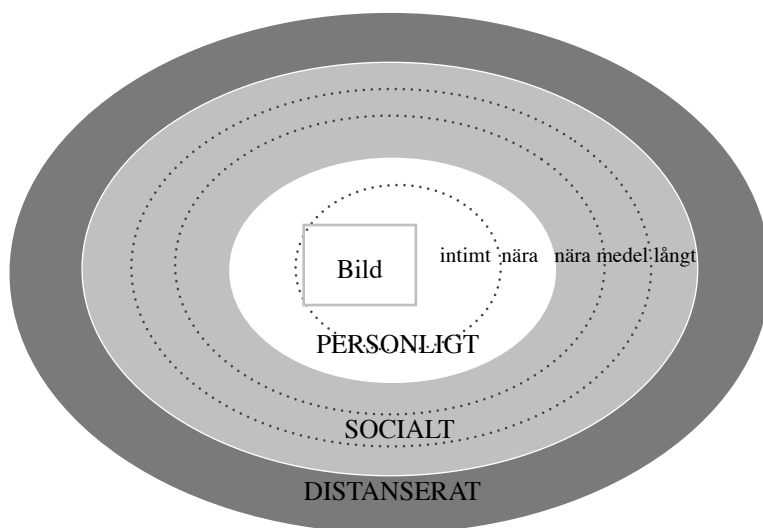 intimt nära nära medel långt
Bild
PERSONLIGT
SOCIALT
DISTANSERAT